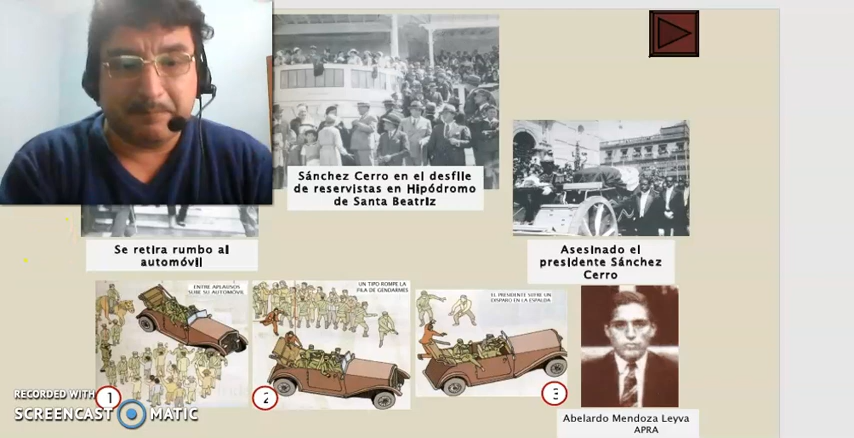 Sánchez Cerro en el desfile
de reservistas en Hipódromo
de Santa Beatriz
Se retira rumbo al
automóvil
Asesinado el
presidente Sánchez
Cerro
ENTRE APLAUSOS
SUBE SU AUTOMÓVIL
UN TIPO ROMPE LA
FILA DE GENDARMES
EL PRESIDENTE SUFRE UN
DISPARO EN LA ESPALDA
1
2
3
Abelardo Mendoza Leyva
APRA
RECORDED WITH
SCREENCAST MATIC